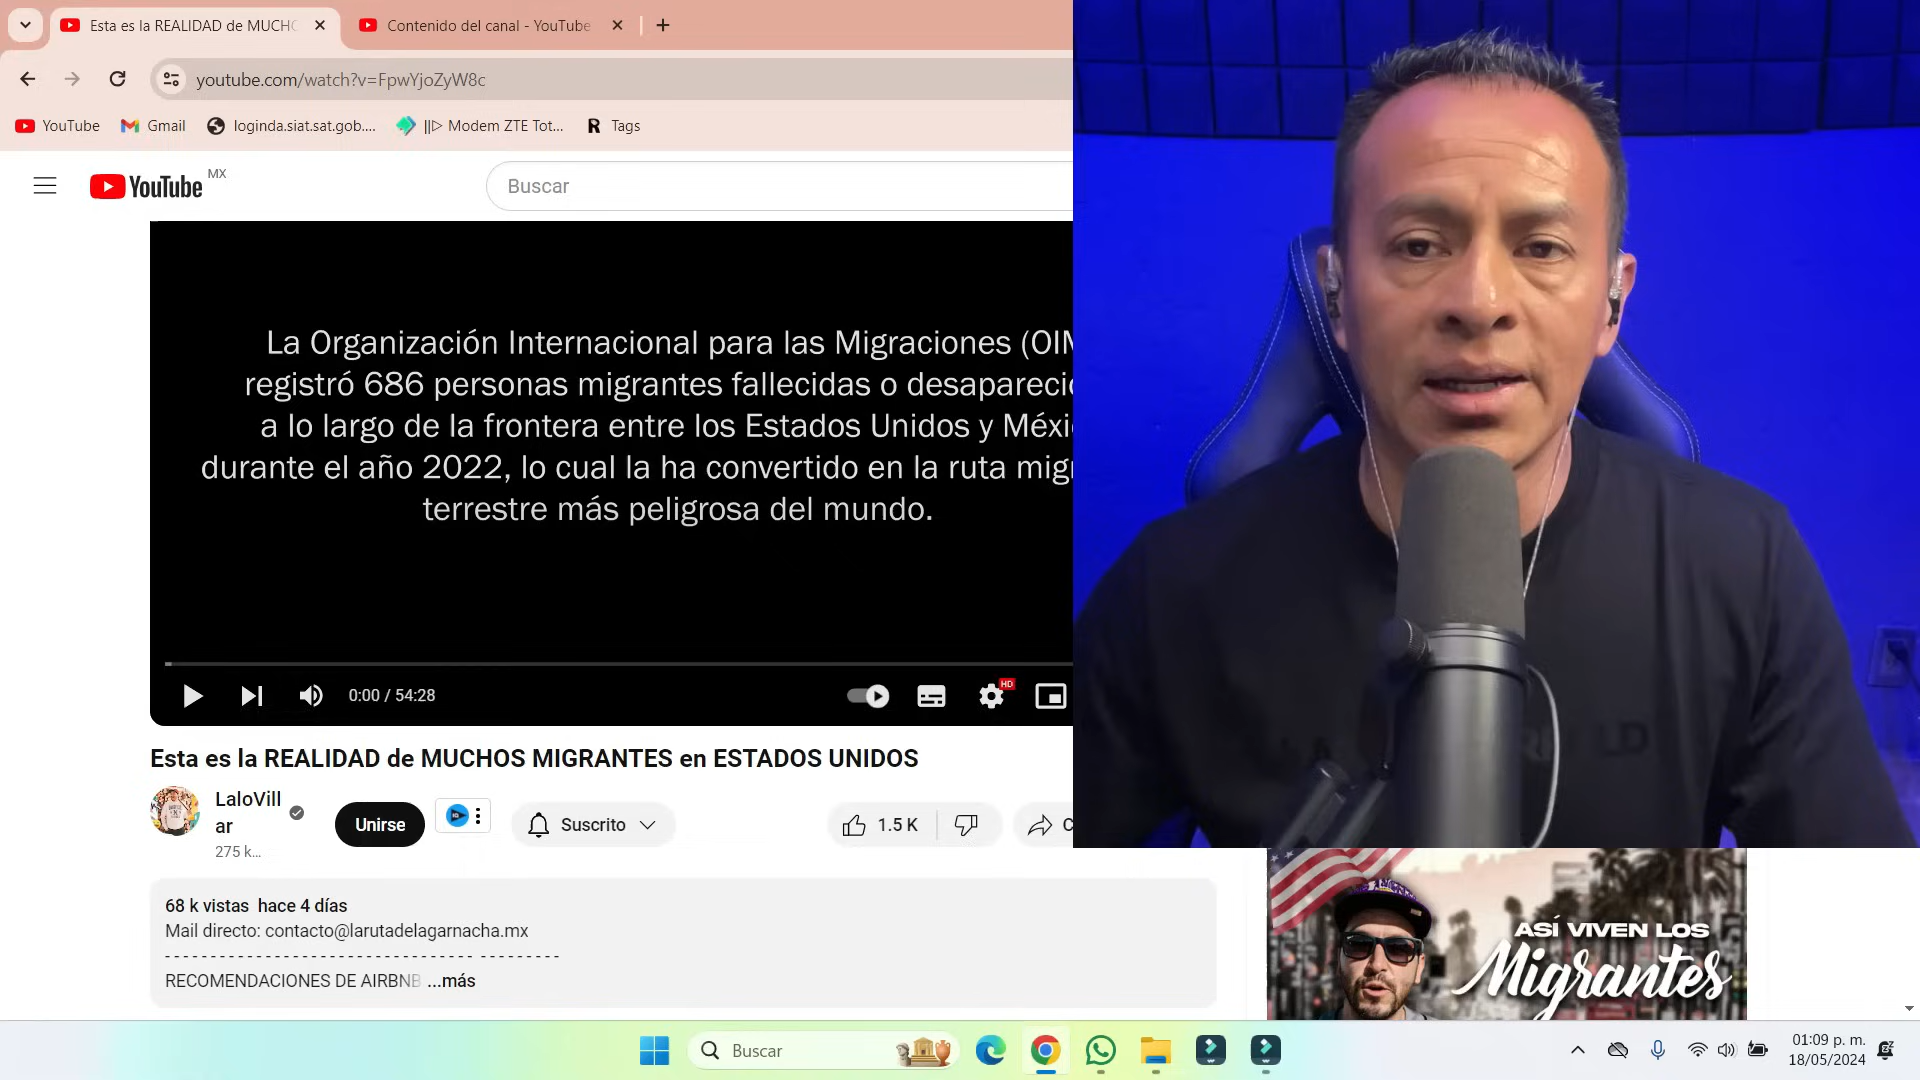 Esta es la REALIDAD de MUCHO
Contenido del canal - YouTube
youtube.com/watch?v=FpwYjoZyW8c
YouTube
Gmail
loginda.siat.sat.gob....
||▷ Modem ZTE Tot...
Tags
YouTube MX
Buscar
La Organización Internacional para las Migraciones (OIM
registró 686 personas migrantes fallecidas o desaparecid
a lo largo de la frontera entre los Estados Unidos y Méxi
durante el año 2022, lo cual la ha convertido en la ruta mig
terrestre más peligrosa del mundo.
0:00 / 54:28
HD
Esta es la REALIDAD de MUCHOS MIGRANTES en ESTADOS UNIDOS
LaloVill
ar
275 k...
Unirse
Suscrito
1.5 K
C
68 k vistas hace 4 días
Mail directo: contacto@larutadelagarnacha.mx
- - - - - - - - - - - - - - - - - - - - - - - - - - - - - - - - - - - - - - - - -
RECOMENDACIONES DE AIRBNB ...más
ASÍ VIVEN LOS
Migrantes
Buscar
01:09 p. m.
18/05/2024